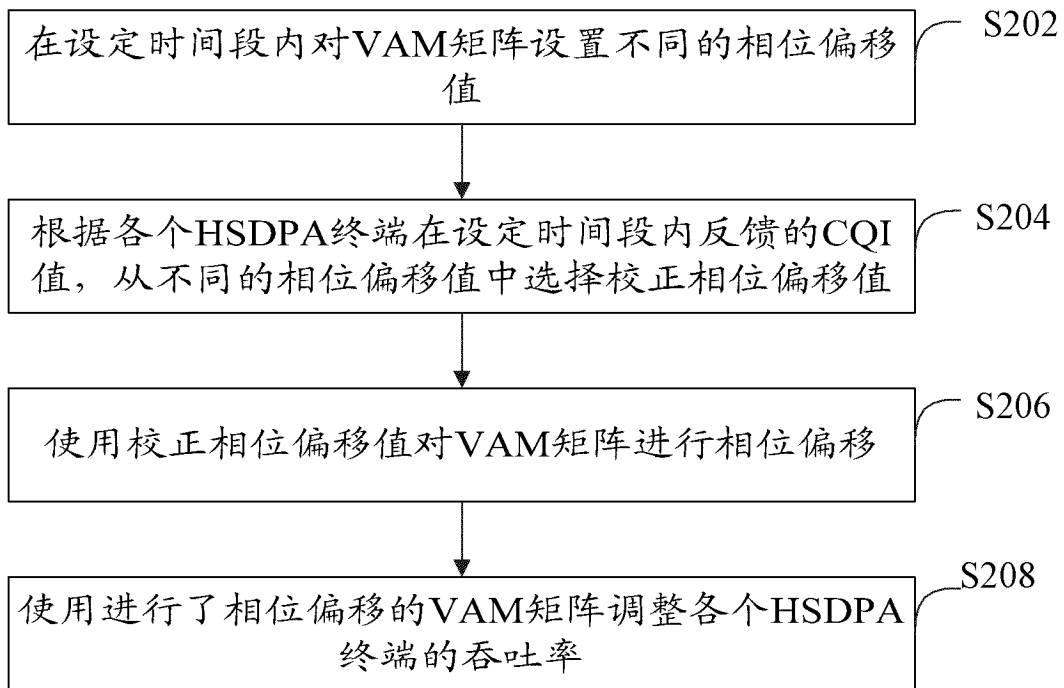 在设定时间段内对VAM矩阵设置不同的相位偏移
值
S202
根据各个HSDPA终端在设定时间段内反馈的CQI
值，从不同的相位偏移值中选择校正相位偏移值
S204
使用校正相位偏移值对VAM矩阵进行相位偏移
S206
使用进行了相位偏移的VAM矩阵调整各个HSDPA
终端的吞吐率
S208